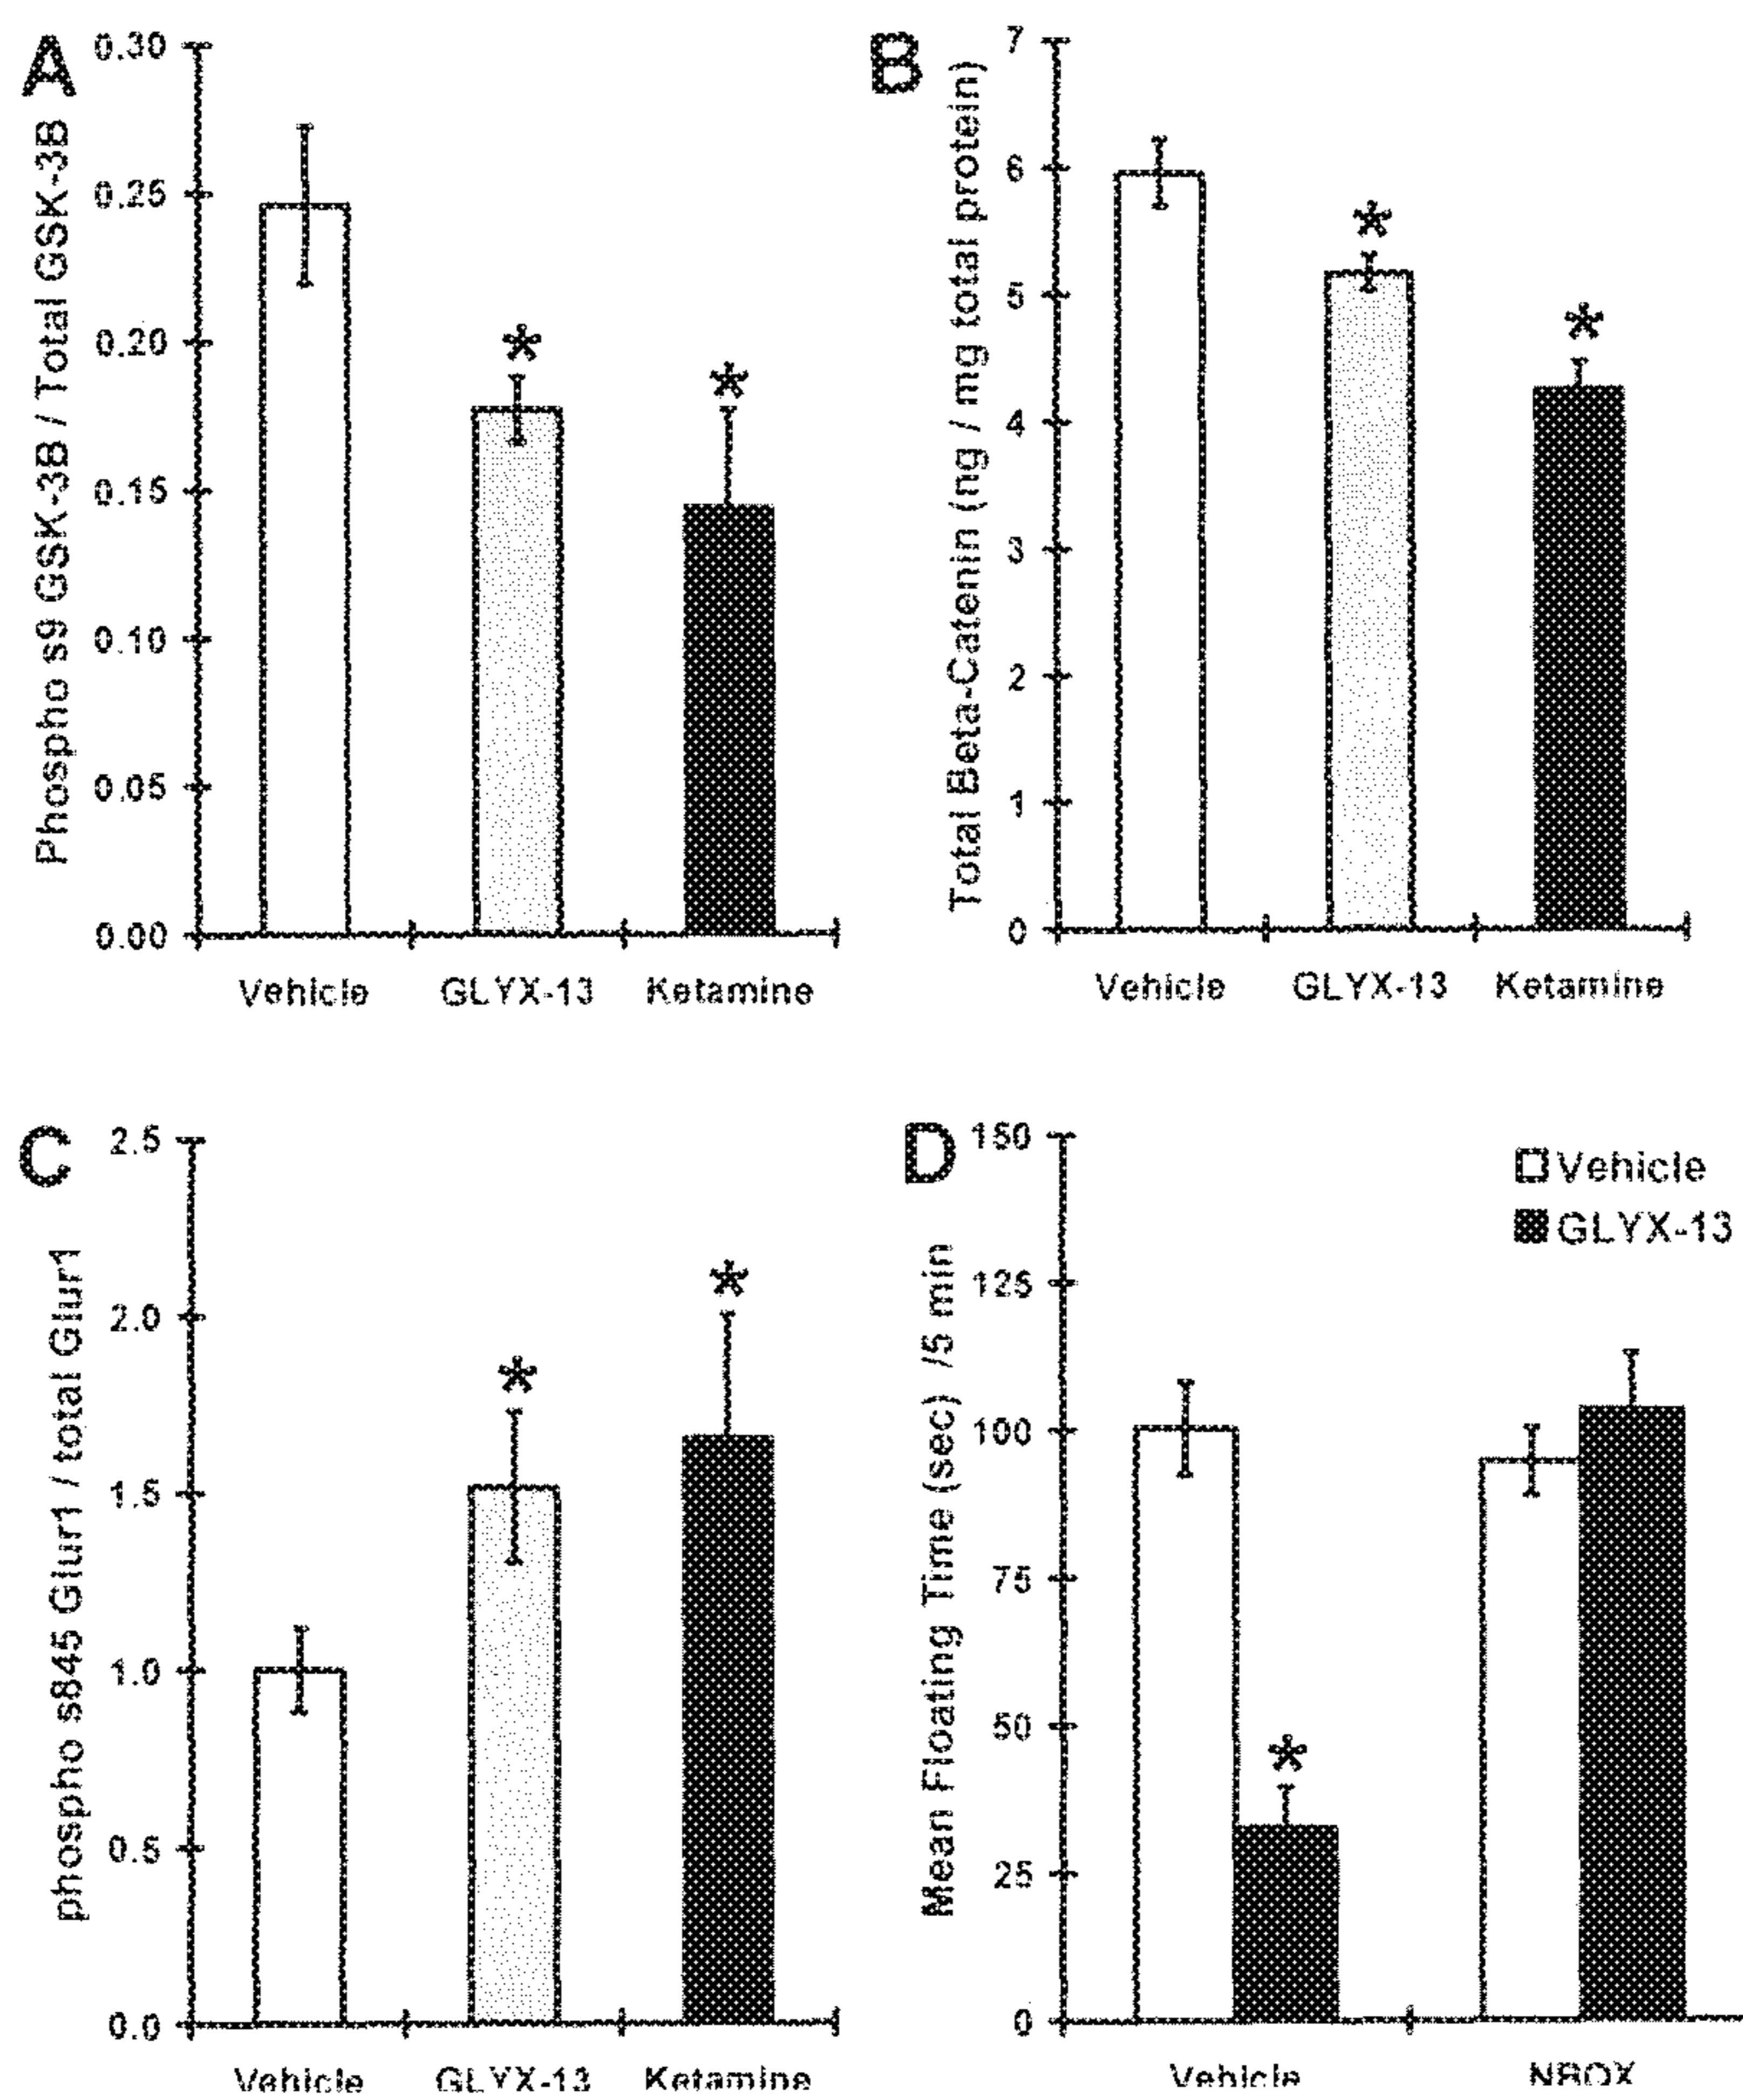 A
Phospho s9 GSK-3B / Total GSK-3B
0.30
0.25
0.20
0.15
0.10
0.05
0.00
*
*
Vehicle GLYX-13 Ketamine
B
Total Beta-Catenin (ng / mg total protein)
7
6
5
4
3
2
1
0
*
*
Vehicle GLYX-13 Ketamine
C
phospho s845 Glur1 / total Glur1
2.5
2.0
1.5
1.0
0.5
0.0
*
*
Vehicle GLYX-13 Ketamine
D
Mean Floating Time (sec) /5 min
150
125
100
75
50
25
0
Vehicle
GLYX-13
*
Vehicle NBQX